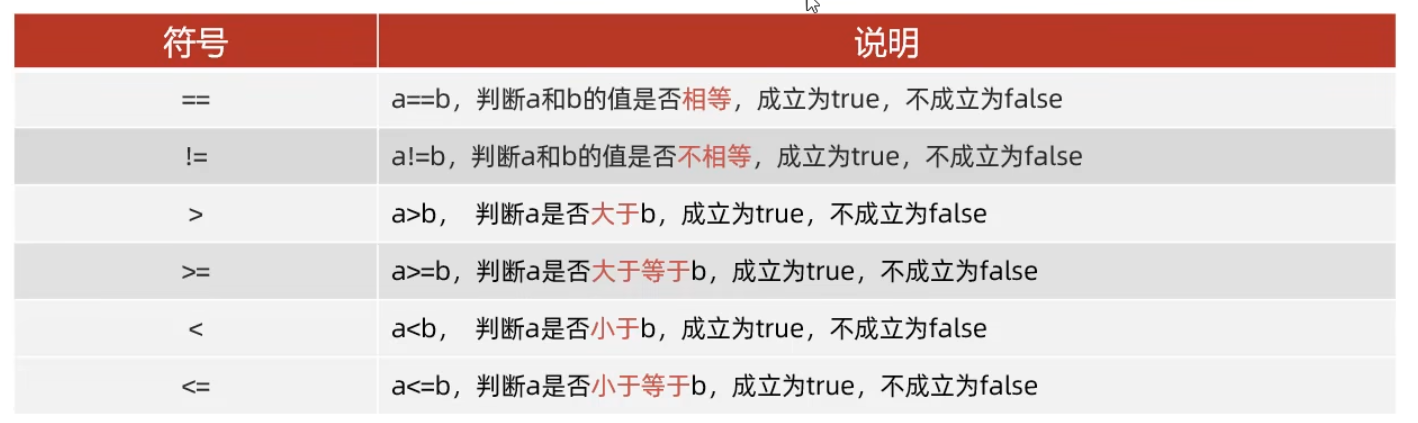 符号 说明
== a==b，判断a和b的值是否相等，成立为true，不成立为false
!= a!=b，判断a和b的值是否不相等，成立为true，不成立为false
> a>b， 判断a是否大于b，成立为true，不成立为false
>= a>=b，判断a是否大于等于b，成立为true，不成立为false
< a<b， 判断a是否小于b，成立为true，不成立为false
<= a<=b，判断a是否小于等于b，成立为true，不成立为false